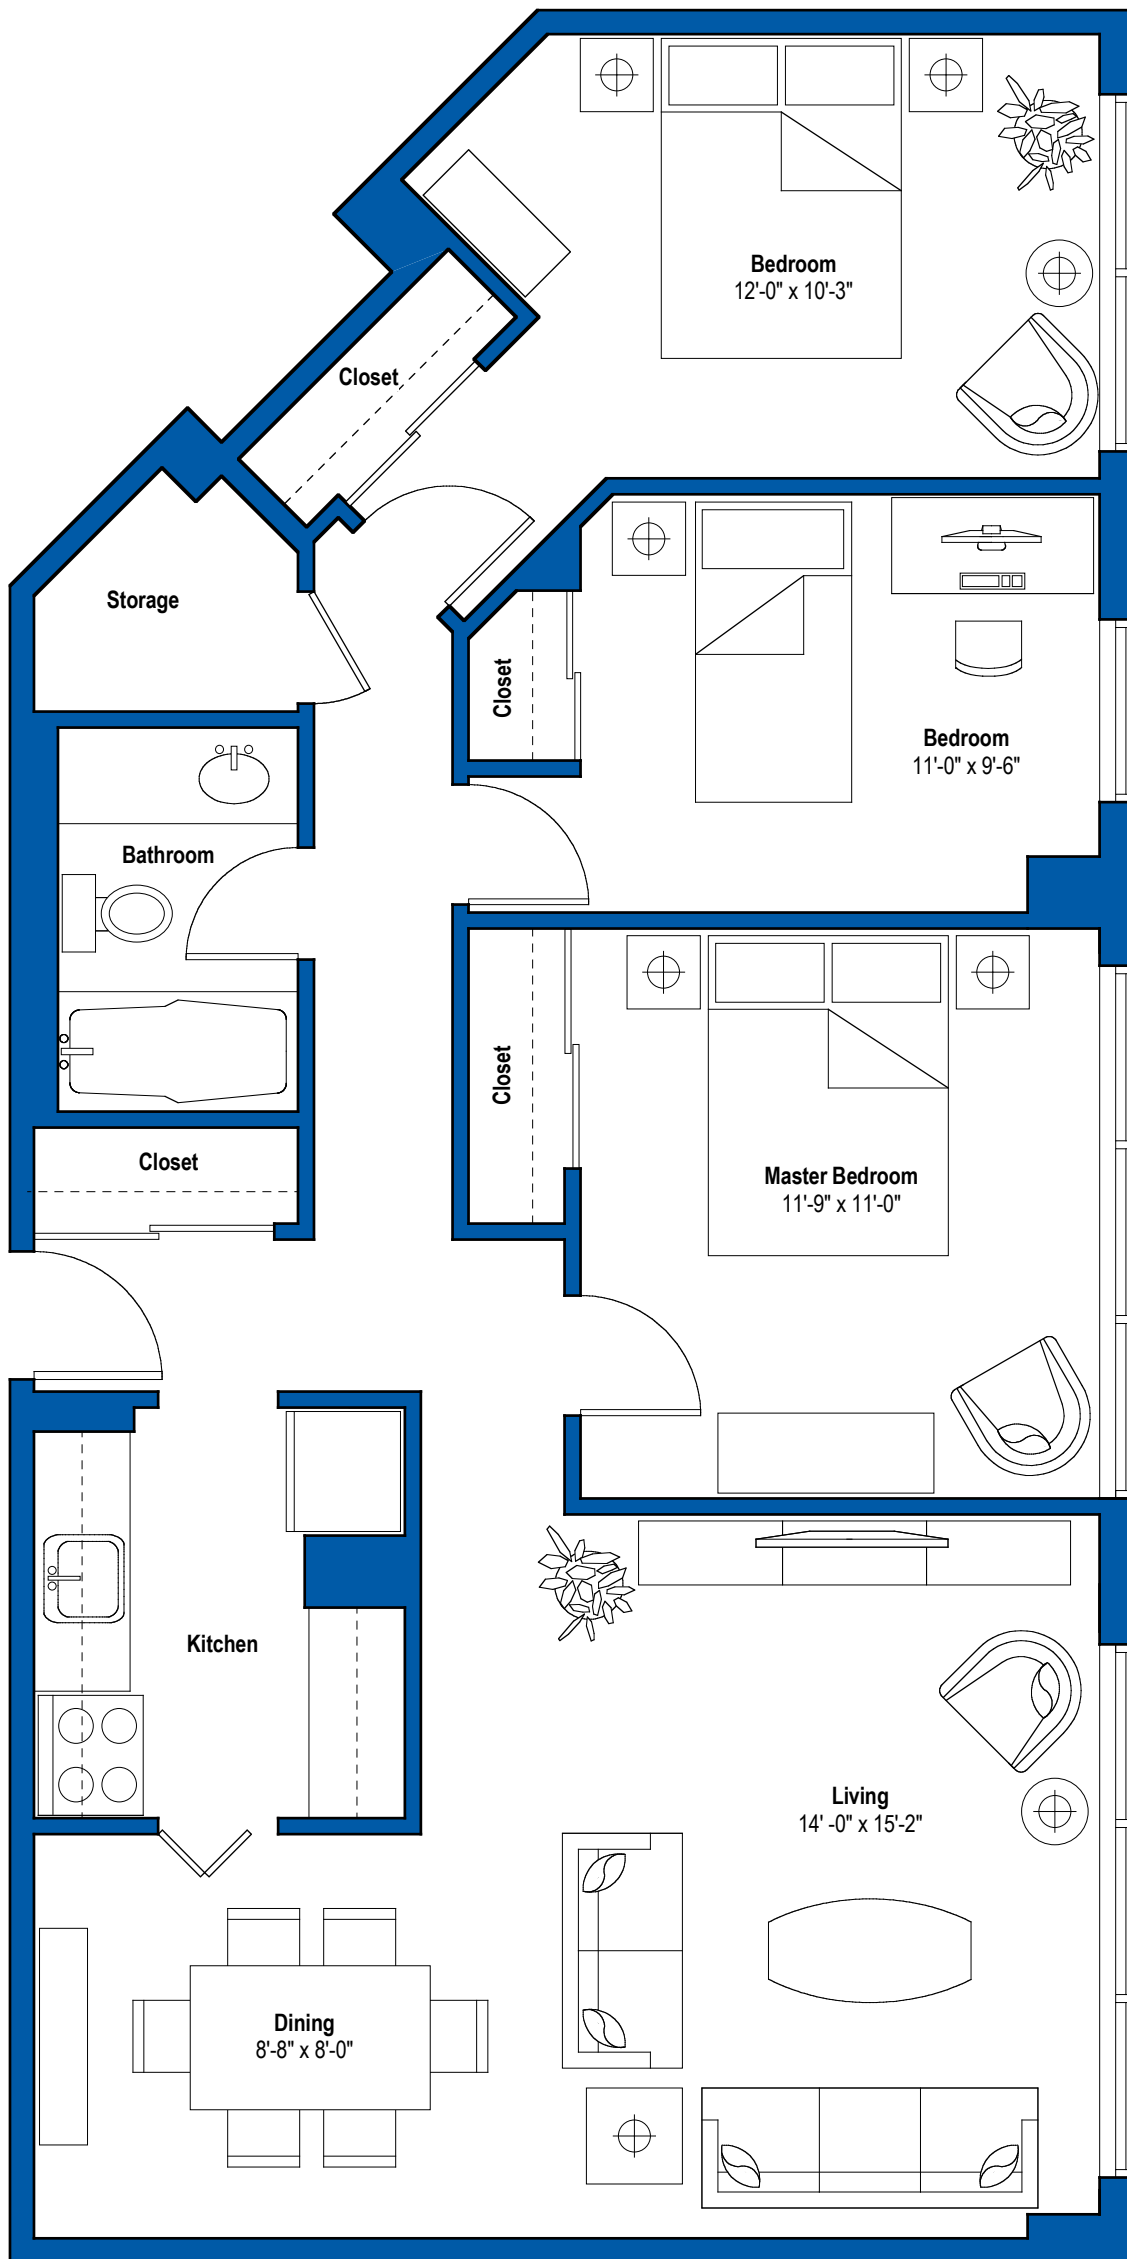 Bedroom
12'-0" x 10'-3"
Closet
Storage
Closet
Bedroom
11'-0" x 9'-6"
Bathroom
Closet
Closet
Master Bedroom
11'-9" x 11'-0"
Kitchen
Living
14' -0" x 15'-2"
Dining
8'-8" x 8'-0"